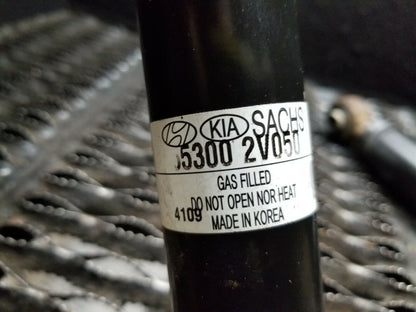 KIA SACHS
55300 2V050
GAS FILLED
DO NOT OPEN NOR HEAT
4109 MADE IN KOREA